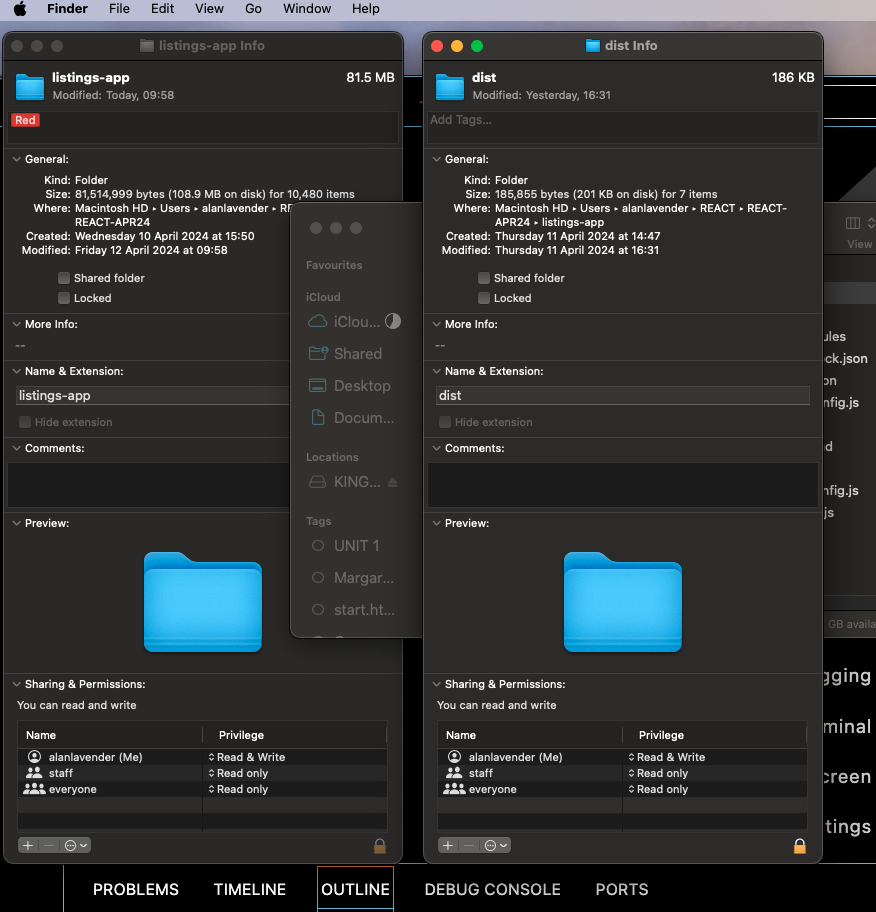 Finder File Edit View Go Window Help
listings-app Info
listings-app 81.5 MB
Modified: Today, 09:58
Red
General:
Kind: Folder
Size: 81,514,999 bytes (108.9 MB on disk) for 10,480 items
Where: Macintosh HD ▸ Users ▸ alanlavender ▸
REACT-APR24
Created: Wednesday 10 April 2024 at 15:50
Modified: Friday 12 April 2024 at 09:58
Shared folder
Locked
More Info:
--
Name & Extension:
listings-app
Hide extension
Comments:
Preview:
Sharing & Permissions:
You can read and write
Name Privilege
alanlavender (Me) Read & Write
staff Read only
everyone Read only
Favourites
iCloud
iClou...
Shared
Desktop
Docum...
Locations
KING...
Tags
UNIT 1
Margar...
start.ht...
dist Info
dist 186 KB
Modified: Yesterday, 16:31
Add Tags...
General:
Kind: Folder
Size: 185,855 bytes (201 KB on disk) for 7 items
Where: Macintosh HD ▸ Users ▸ alanlavender ▸ REACT ▸ REACT-
APR24 ▸ listings-app
Created: Thursday 11 April 2024 at 14:47
Modified: Thursday 11 April 2024 at 16:31
Shared folder
Locked
More Info:
--
Name & Extension:
dist
Hide extension
Comments:
Preview:
Sharing & Permissions:
You can read and write
Name Privilege
alanlavender (Me) Read & Write
staff Read only
everyone Read only
View
ules
ck.json
on
nfig.js
d
nfig.js
js
GB availa
gging
minal
creen
tings
PROBLEMS TIMELINE OUTLINE DEBUG CONSOLE PORTS